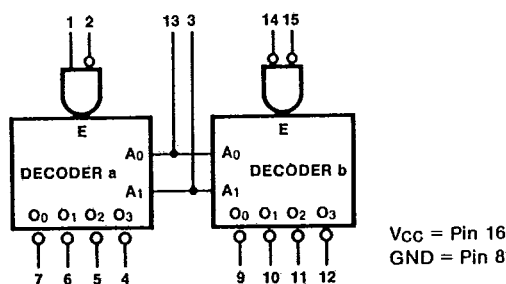 1 2 13 3 14 15
E E
DECODER a A0 A0 DECODER b
A1 A1
O0 O1 O2 O3 O0 O1 O2 O3
7 6 5 4 9 10 11 12
VCC = Pin 16
GND = Pin 8